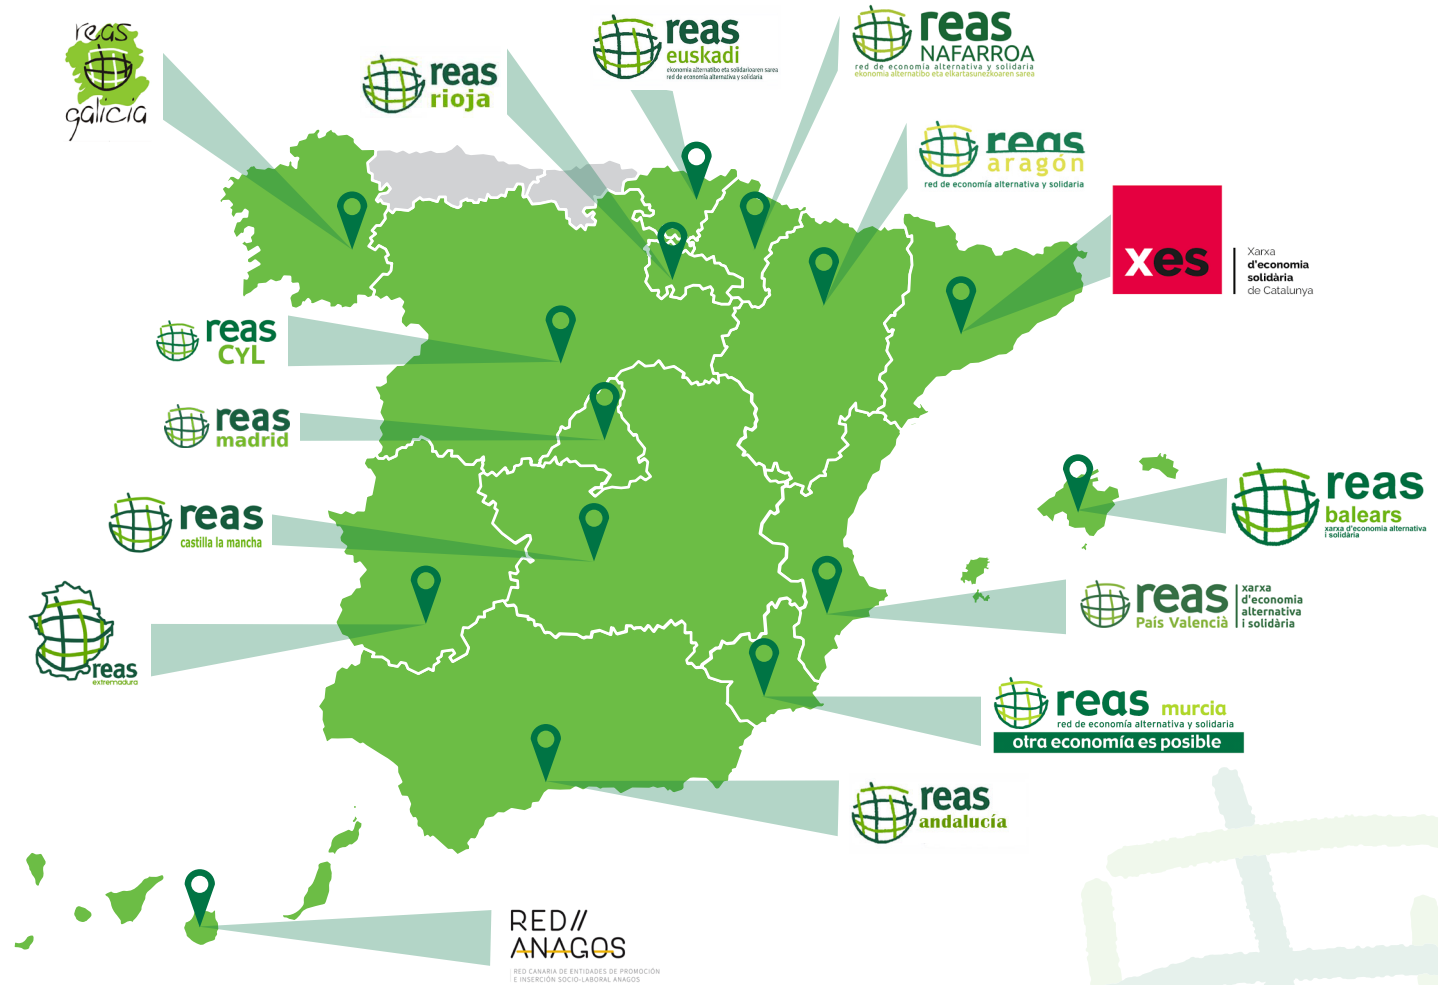 reas
galicia
reas
rioja
reas
euskadi
ekonomia alternatibo eta solidarioaren sarea
red de economía alternativa y solidaria
reas
NAFARROA
red de economía alternativa y solidaria
ekonomia alternatibo eta elkartasunezkoaren sarea
reas
aragón
red de economía alternativa y solidaria
xes
Xarxa
d'economia
solidària
de Catalunya
reas
CYL
reas
madrid
reas
castilla la mancha
reas
extremadura
reas
balears
xarxa d'economia alternativa
i solidària
reas
País Valencià
xarxa
d'economia
alternativa
i solidària
reas murcia
red de economía alternativa y solidaria
otra economía es posible
reas
andalucía
RED//
ANAGOS
RED CANARIA DE ENTIDADES DE PROMOCIÓN
E INSERCIÓN SOCIO-LABORAL ANAGOS